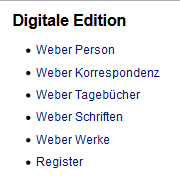 Digitale Edition
Weber Person
Weber Korrespondenz
Weber Tagebücher
Weber Schriften
Weber Werke
Register